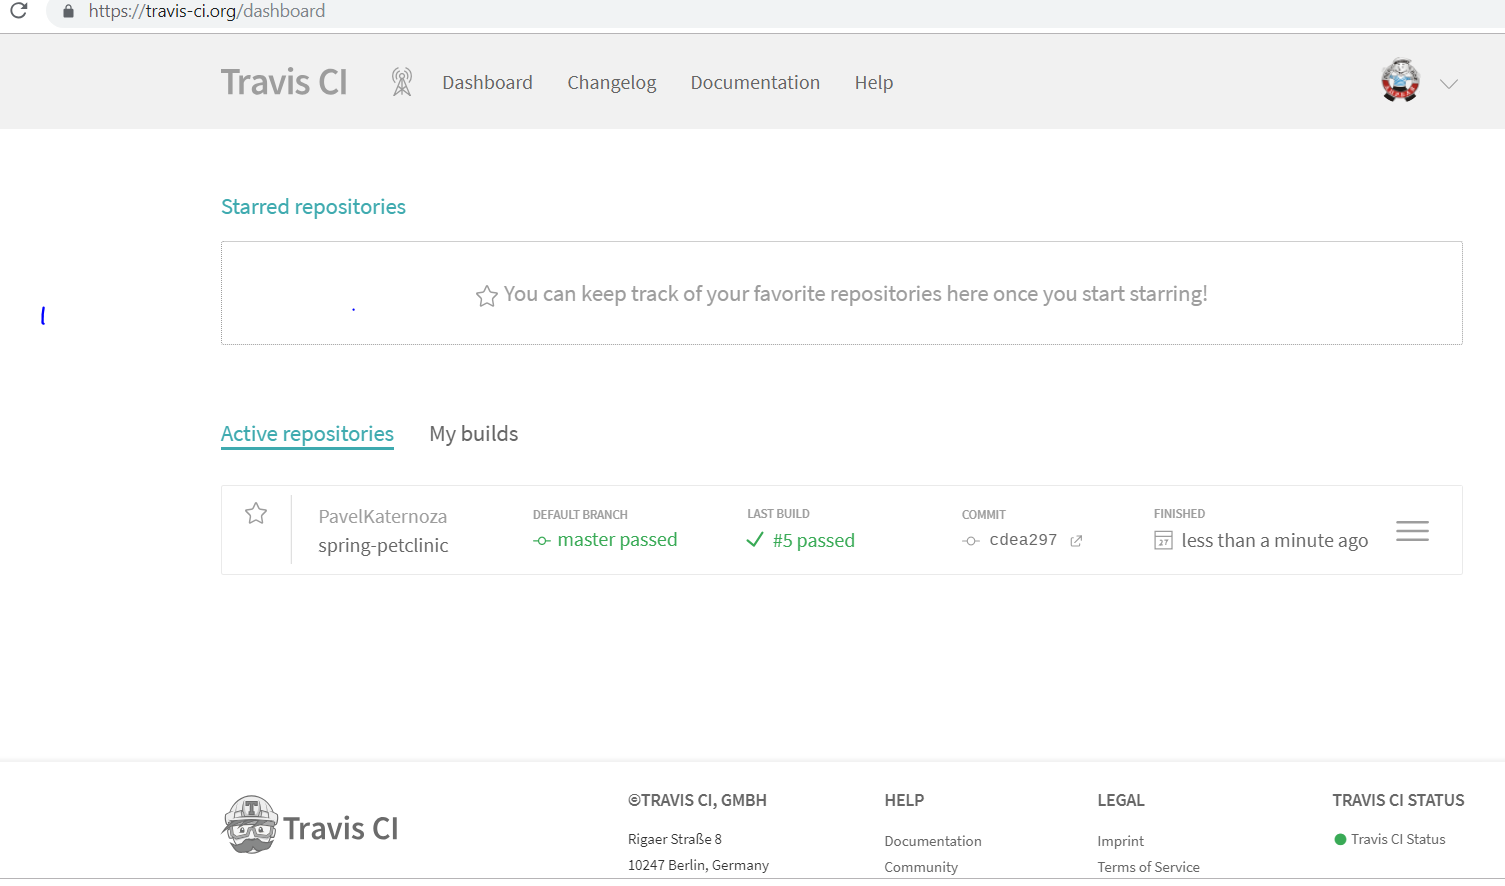 https://travis-ci.org/dashboard
Travis CI Dashboard Changelog Documentation Help
Starred repositories
You can keep track of your favorite repositories here once you start starring!
Active repositories My builds
PavelKaternoza
spring-petclinic
DEFAULT BRANCH
master passed
LAST BUILD
#5 passed
COMMIT
cdea297
FINISHED
27
less than a minute ago
T
Travis CI
©TRAVIS CI, GMBH
Rigaer Straße 8
10247 Berlin, Germany
HELP
Documentation
Community
LEGAL
Imprint
Terms of Service
TRAVIS CI STATUS
Travis CI Status